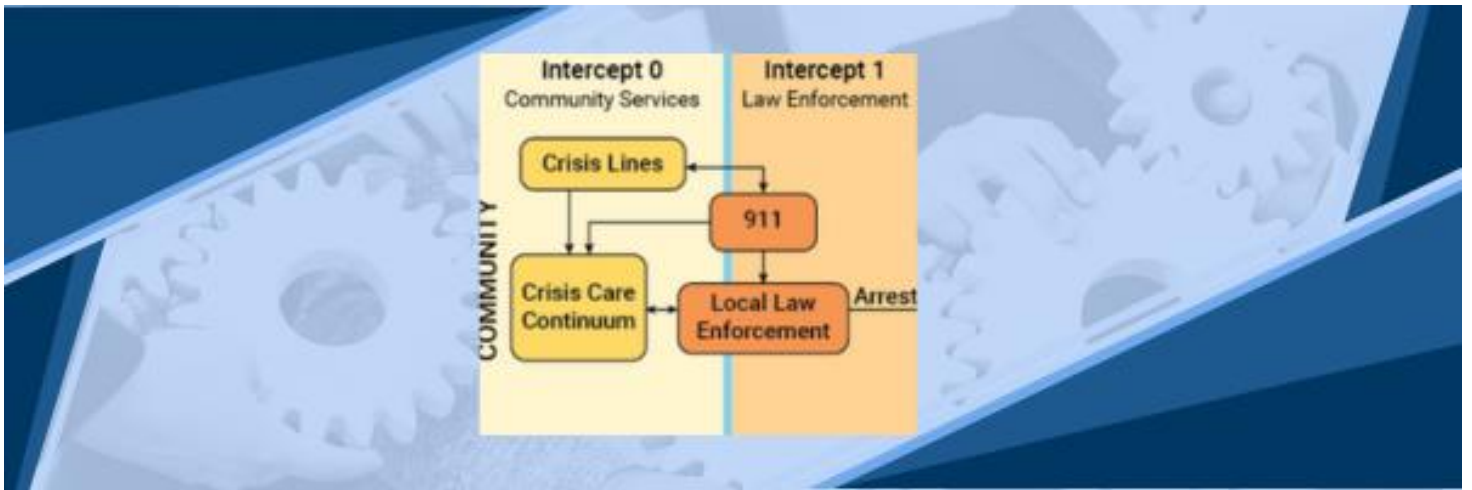 Intercept 0
Community Services
Intercept 1
Law Enforcement
COMMUNITY
Crisis Lines
911
Crisis Care
Continuum
Local Law
Enforcement
Arrest